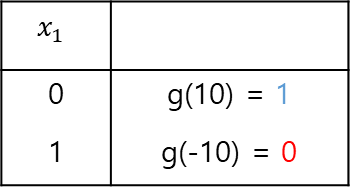 x₁
0 g(10) = 1
1 g(-10) = 0